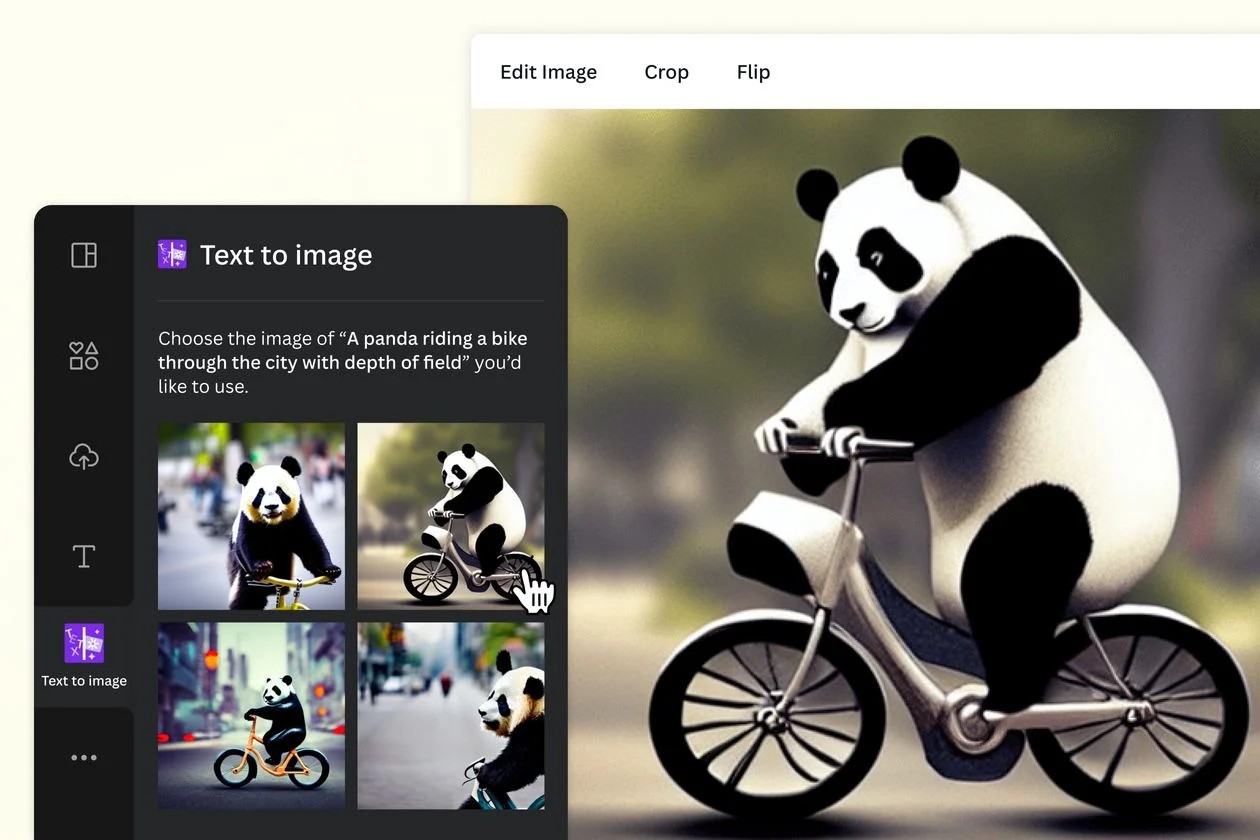 Edit Image Crop Flip
Text to image
Choose the image of “A panda riding a bike
through the city with depth of field” you’d
like to use.
Text to image